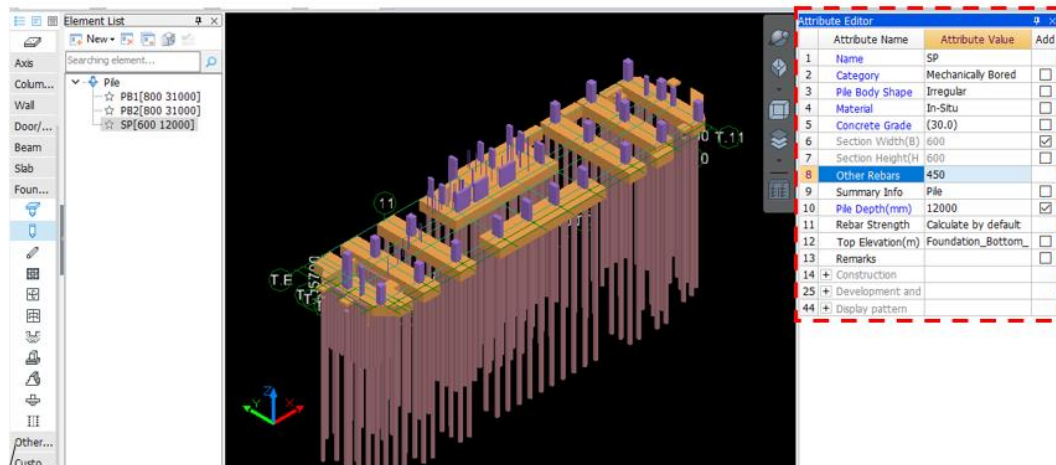 Element List
New
Searching element...
Pile
PB1[800 31000]
PB2[800 31000]
SP[600 12000]
Axis
Colum...
Wall
Door/...
Beam
Slab
Foun...
Other...
Custo
T.11
0
11
T.E
Attribute Editor
Attribute Name Attribute Value Add
1 Name SP
2 Category Mechanically Bored
3 Pile Body Shape Irregular
4 Material In-Situ
5 Concrete Grade (30.0)
6 Section Width(B) 600
7 Section Height(H 600
8 Other Rebars 450
9 Summary Info Pile
10 Pile Depth(mm) 12000
11 Rebar Strength Calculate by default
12 Top Elevation(m) Foundation_Bottom_
13 Remarks
14 + Construction
25 + Development and
44 + Display pattern
Z
Y
X